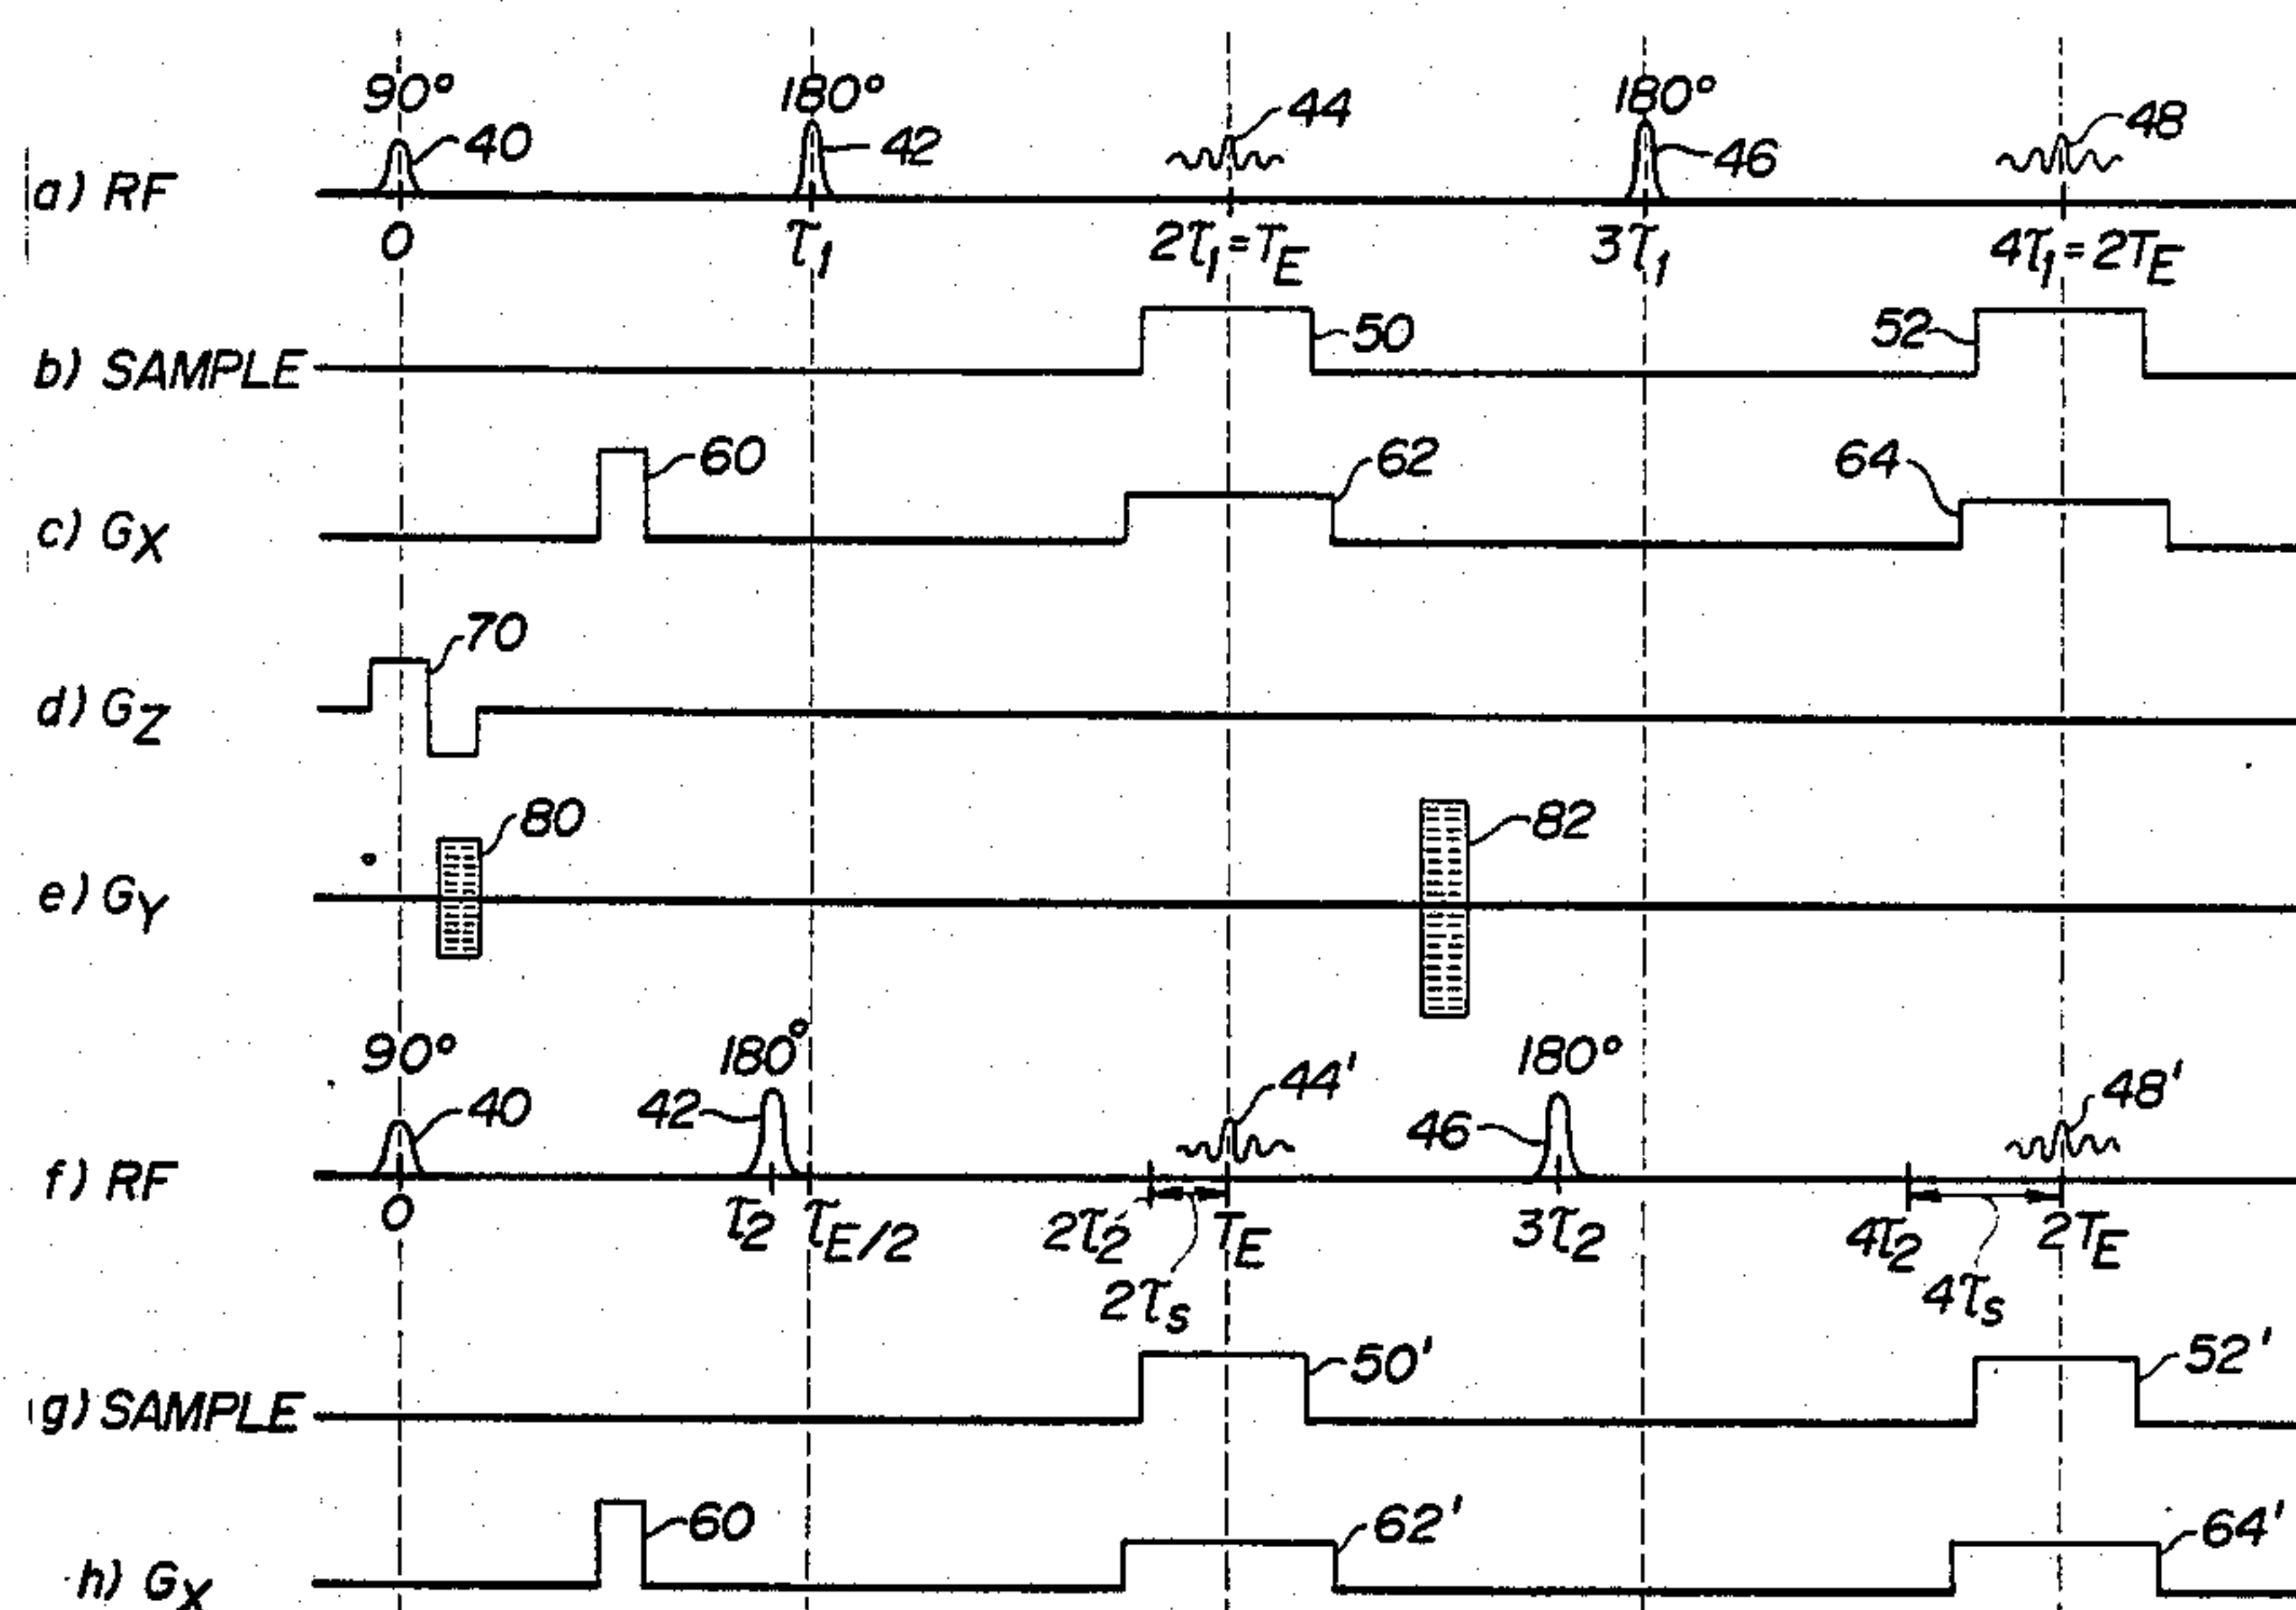 90° 180° 44 180° 48
40 42 46
a) RF
0 τ1 2τ1=TE 3τ1 4τ1=2TE
b) SAMPLE 50 52
c) GX 60 62 64
d) GZ 70
e) GY 80 82
90° 180° 44' 180° 48'
40 42 46
f) RF
0 τ2 τE/2 2τ2 TE 3τ2 4τ2 2TE
2τs 4τs
g) SAMPLE 50' 52'
h) GX 60 62' 64'